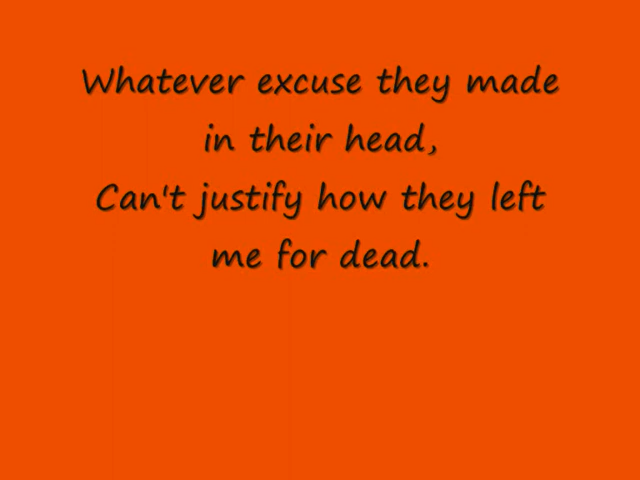 Whatever excuse they made
in their head,
Can't justify how they left
me for dead.